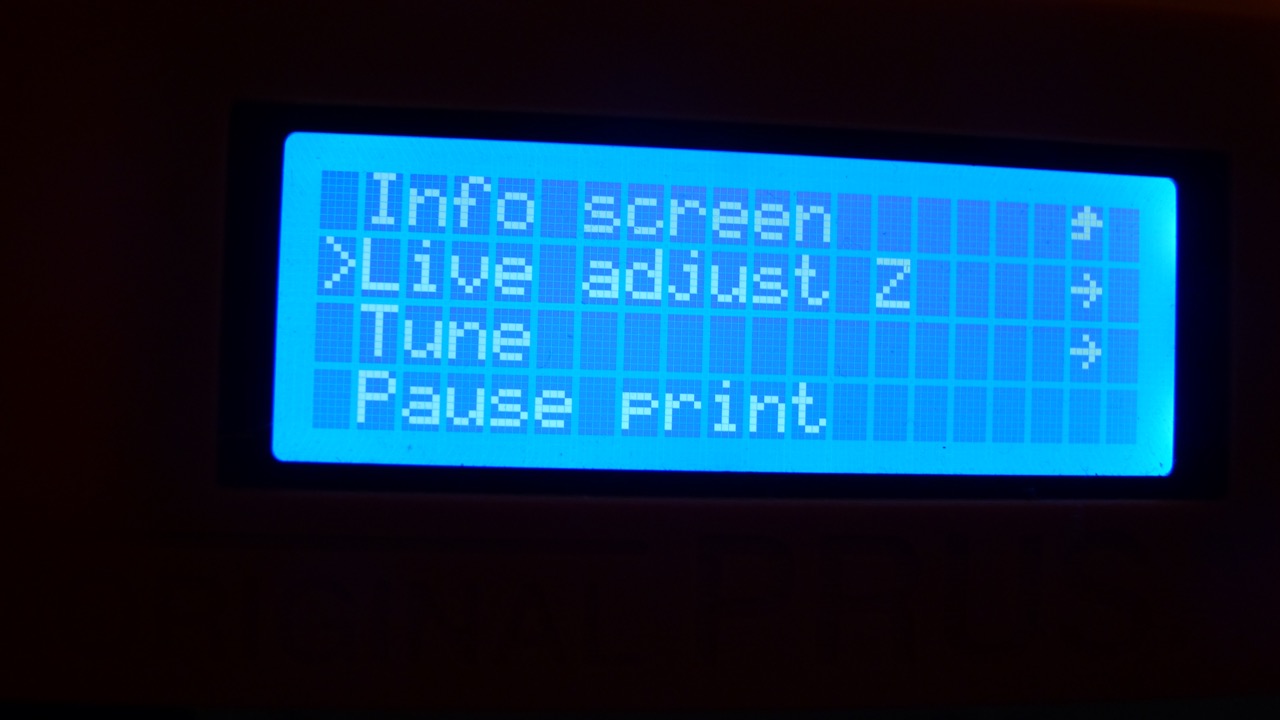 Info screen
>Live adjust Z →
Tune →
Pause print